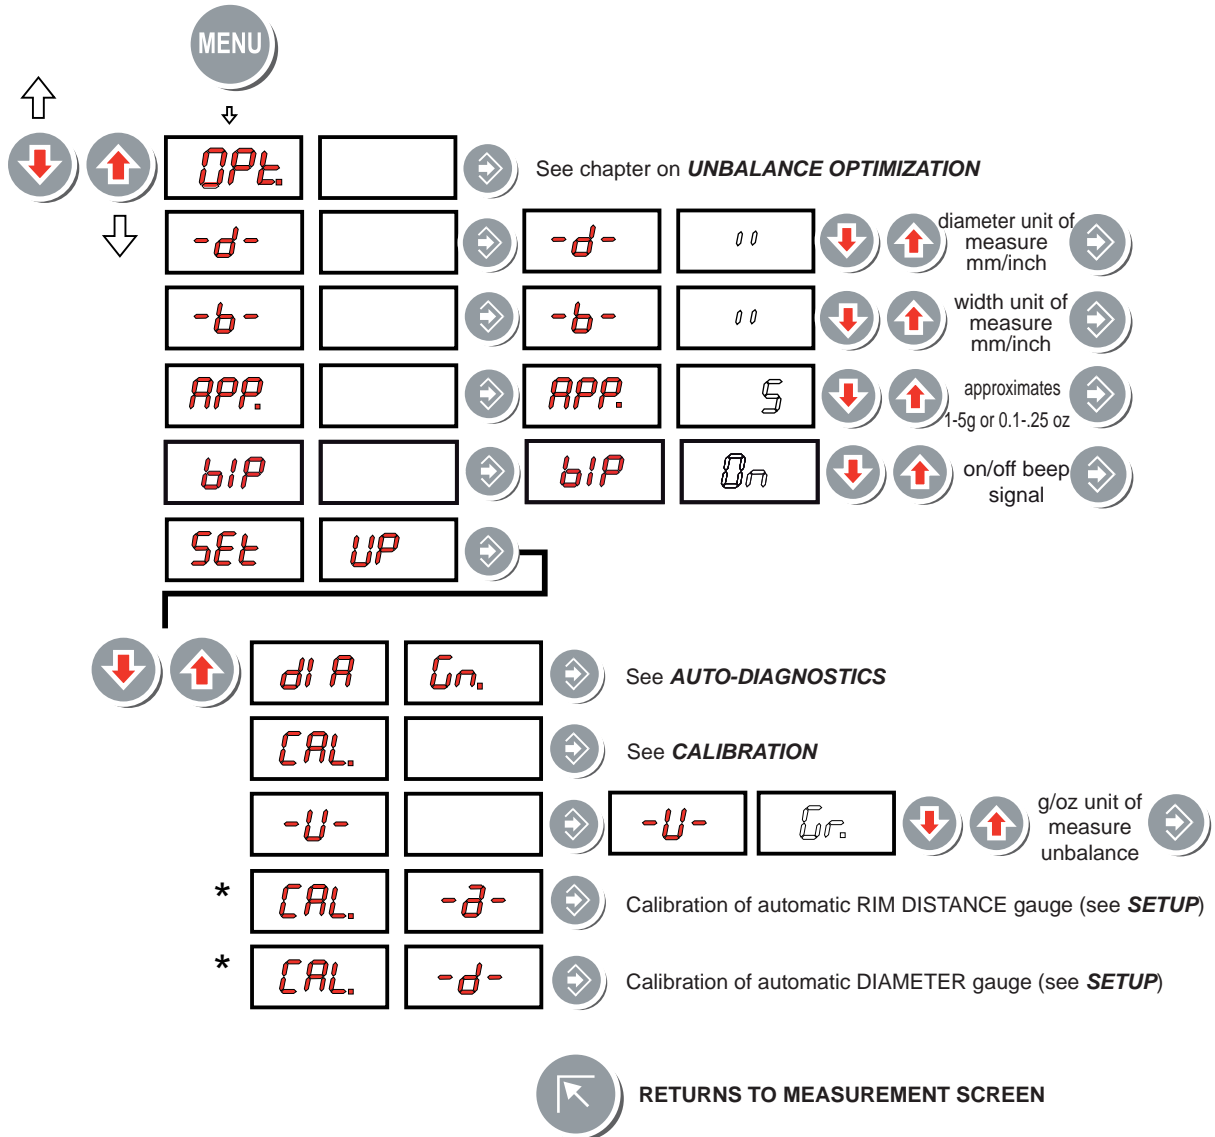 MENU
OPt.
See chapter on UNBALANCE OPTIMIZATION
-d- -d- '' diameter unit of
measure
mm/inch
-b- -b- '' width unit of
measure
mm/inch
APP. APP. 5 approximates
1-5g or 0.1-.25 oz
bIP bIP On on/off beep
signal
SEt UP
dI A Gn. See AUTO-DIAGNOSTICS
CAL. See CALIBRATION
-U- -U- Gr. g/oz unit of
measure
unbalance
* CAL. -a- Calibration of automatic RIM DISTANCE gauge (see SETUP)
* CAL. -d- Calibration of automatic DIAMETER gauge (see SETUP)
RETURNS TO MEASUREMENT SCREEN